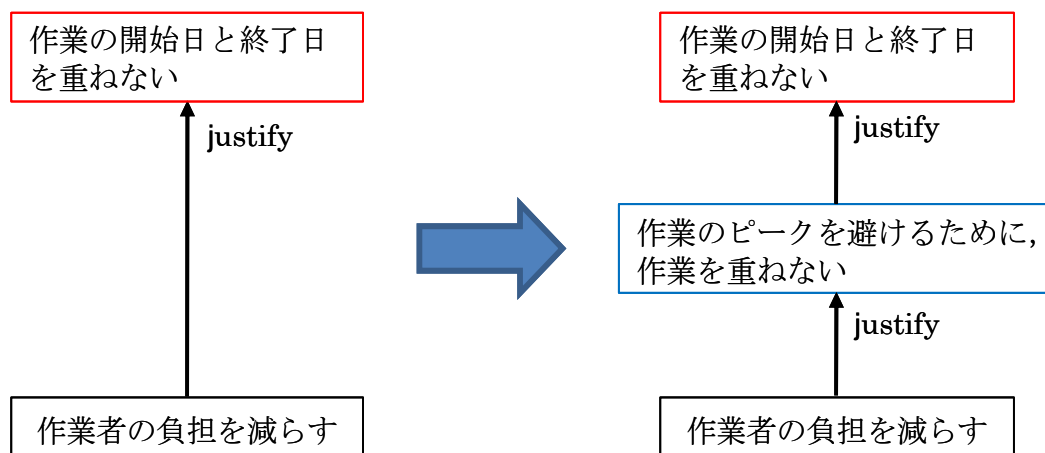 作業の開始日と終了日
を重ねない
justify
作業者の負担を減らす
作業の開始日と終了日
を重ねない
justify
作業のピークを避けるために,
作業を重ねない
justify
作業者の負担を減らす